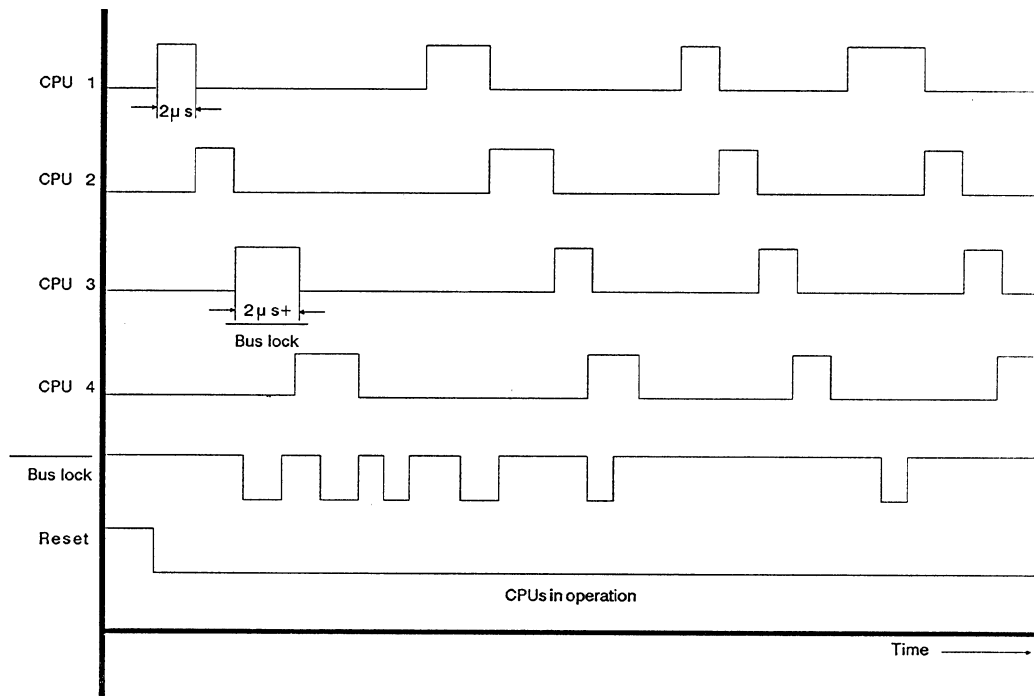 CPU 1
2μ s
CPU 2
CPU 3
2μ s+
Bus lock
CPU 4
Bus lock
Reset
CPUs in operation
Time